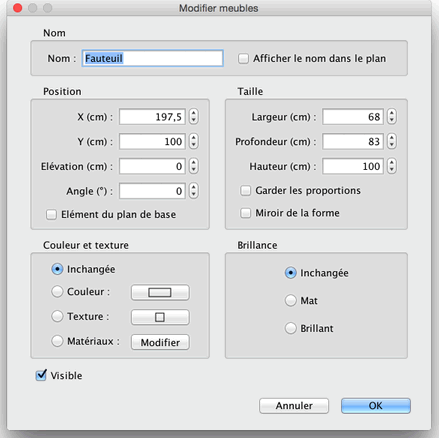 Modifier meubles
Nom
Nom : Fauteuil Afficher le nom dans le plan
Position
X (cm) : 197,5
Y (cm) : 100
Elévation (cm) : 0
Angle (°) : 0
Elément du plan de base
Taille
Largeur (cm) : 68
Profondeur (cm) : 83
Hauteur (cm) : 100
Garder les proportions
Miroir de la forme
Couleur et texture
Inchangée
Couleur :
Texture :
Matériaux : Modifier
Brillance
Inchangée
Mat
Brillant
Visible
Annuler OK